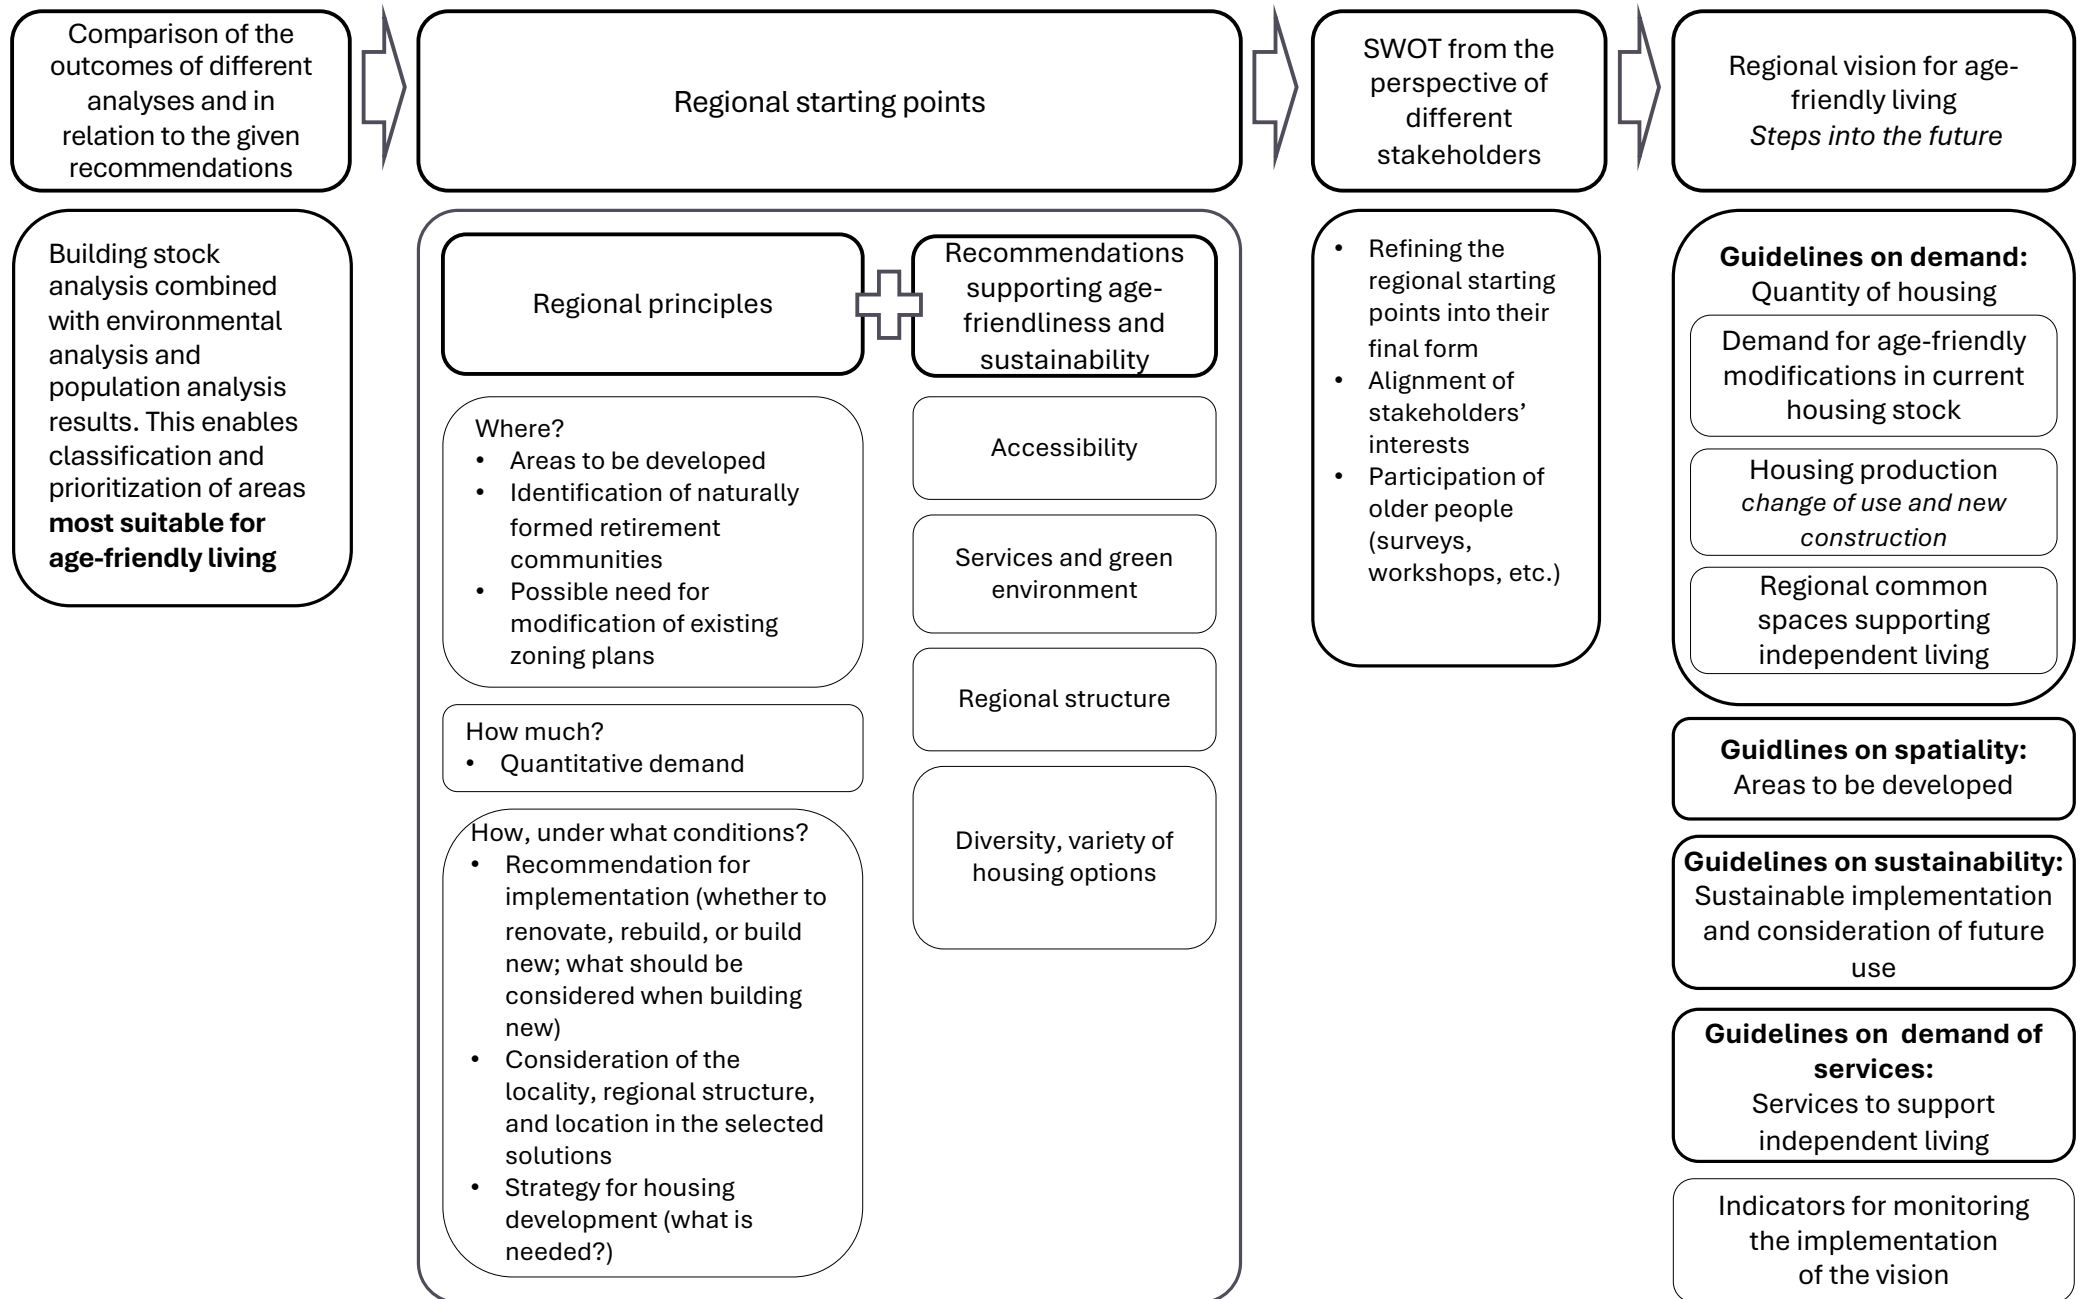 Comparison of the
outcomes of different
analyses and in
relation to the given
recommendations
Regional starting points
SWOT from the
perspective of
different
stakeholders
Regional vision for age-
friendly living
Steps into the future
Building stock
analysis combined
with environmental
analysis and
population analysis
results. This enables
classification and
prioritization of areas
most suitable for
age-friendly living
Regional principles
Where?
• Areas to be developed
• Identification of naturally
formed retirement
communities
• Possible need for
modification of existing
zoning plans
How much?
• Quantitative demand
How, under what conditions?
• Recommendation for
implementation (whether to
renovate, rebuild, or build
new; what should be
considered when building
new)
• Consideration of the
locality, regional structure,
and location in the selected
solutions
• Strategy for housing
development (what is
needed?)
Recommendations
supporting age-
friendliness and
sustainability
Accessibility
Services and green
environment
Regional structure
Diversity, variety of
housing options
• Refining the
regional starting
points into their
final form
• Alignment of
stakeholders’
interests
• Participation of
older people
(surveys,
workshops, etc.)
Guidelines on demand:
Quantity of housing
Demand for age-friendly
modifications in current
housing stock
Housing production
change of use and new
construction
Regional common
spaces supporting
independent living
Guidlines on spatiality:
Areas to be developed
Guidelines on sustainability:
Sustainable implementation
and consideration of future
use
Guidelines on  demand of
services:
Services to support
independent living
Indicators for monitoring
the implementation
of the vision